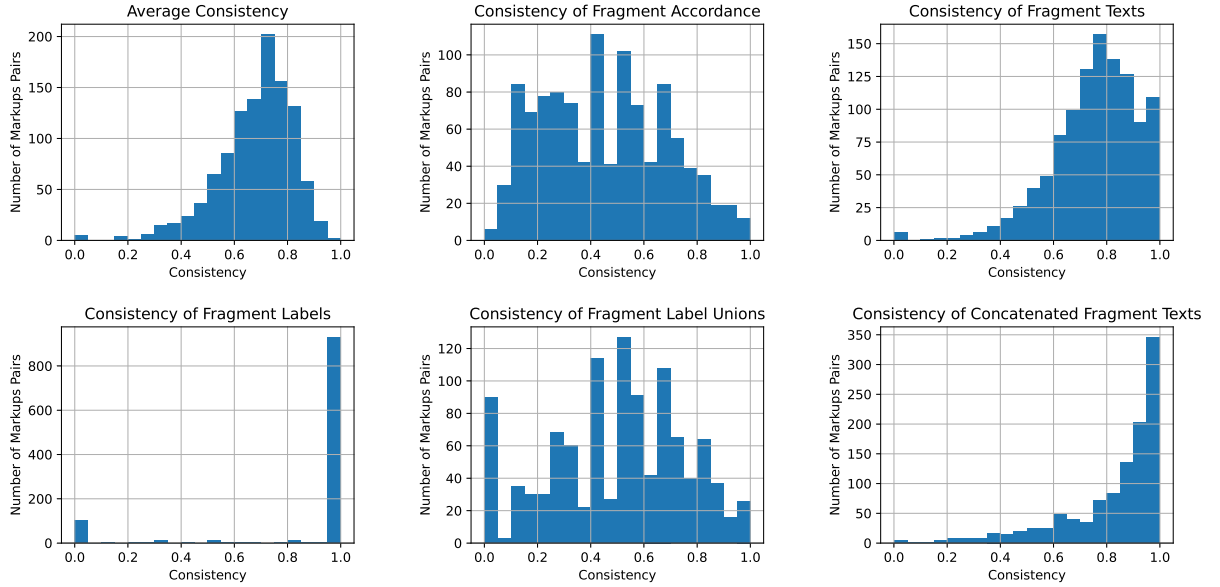 Average Consistency
Number of Markups Pairs
200
150
100
50
0
0.0 0.2 0.4 0.6 0.8 1.0
Consistency
Consistency of Fragment Accordance
Number of Markups Pairs
100
80
60
40
20
0
0.0 0.2 0.4 0.6 0.8 1.0
Consistency
Consistency of Fragment Texts
Number of Markups Pairs
150
125
100
75
50
25
0
0.0 0.2 0.4 0.6 0.8 1.0
Consistency
Consistency of Fragment Labels
Number of Markups Pairs
800
600
400
200
0
0.0 0.2 0.4 0.6 0.8 1.0
Consistency
Consistency of Fragment Label Unions
Number of Markups Pairs
120
100
80
60
40
20
0
0.0 0.2 0.4 0.6 0.8 1.0
Consistency
Consistency of Concatenated Fragment Texts
Number of Markups Pairs
350
300
250
200
150
100
50
0
0.0 0.2 0.4 0.6 0.8 1.0
Consistency